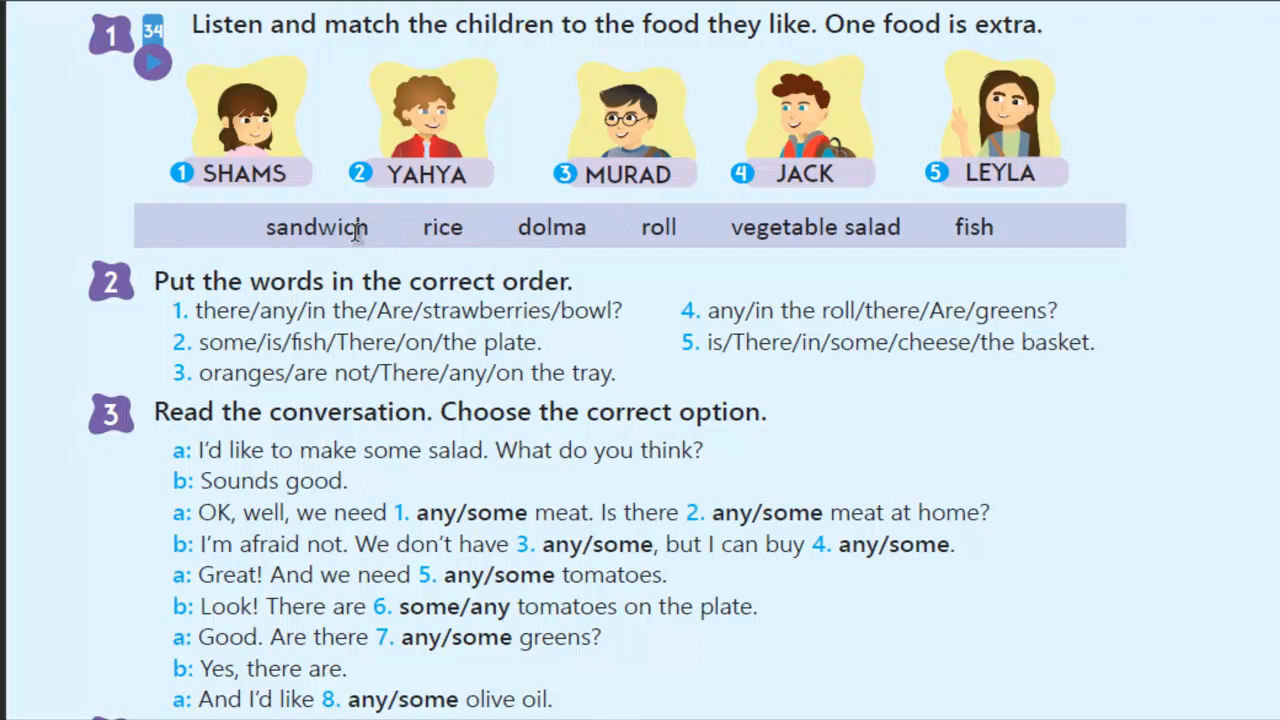 1 34 Listen and match the children to the food they like. One food is extra.
1 SHAMS 2 YAHYA 3 MURAD 4 JACK 5 LEYLA
sandwich rice dolma roll vegetable salad fish
2 Put the words in the correct order.
1. there/any/in the/Are/strawberries/bowl? 4. any/in the roll/there/Are/greens?
2. some/is/fish/There/on/the plate. 5. is/There/in/some/cheese/the basket.
3. oranges/are not/There/any/on the tray.
3 Read the conversation. Choose the correct option.
a: I'd like to make some salad. What do you think?
b: Sounds good.
a: OK, well, we need 1. any/some meat. Is there 2. any/some meat at home?
b: I'm afraid not. We don't have 3. any/some, but I can buy 4. any/some.
a: Great! And we need 5. any/some tomatoes.
b: Look! There are 6. some/any tomatoes on the plate.
a: Good. Are there 7. any/some greens?
b: Yes, there are.
a: And I'd like 8. any/some olive oil.